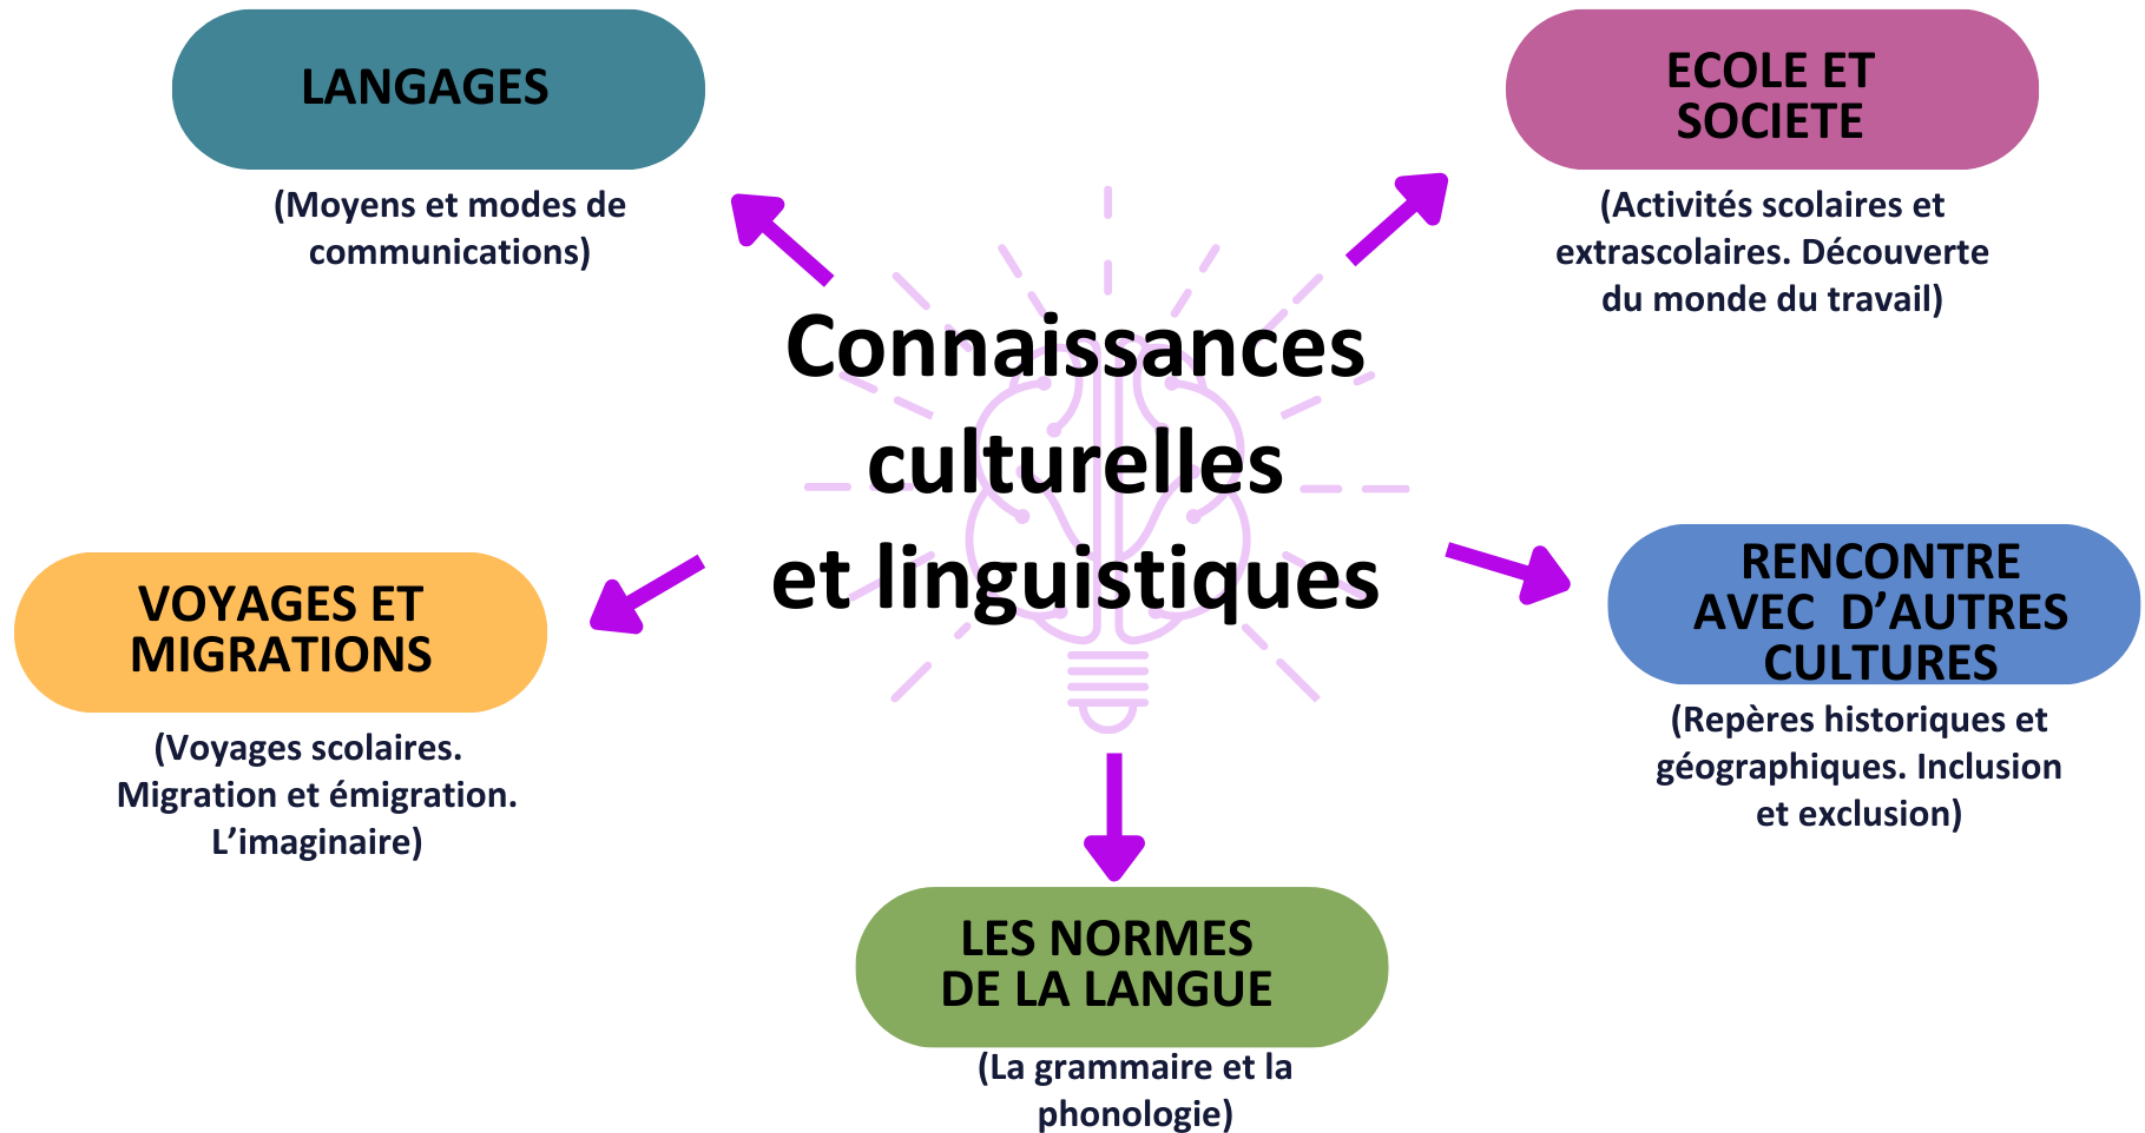 LANGAGES
(Moyens et modes de
communications)
ECOLE ET
SOCIETE
(Activités scolaires et
extrascolaires. Découverte
du monde du travail)
Connaissances
culturelles
et linguistiques
VOYAGES ET
MIGRATIONS
(Voyages scolaires.
Migration et émigration.
L’imaginaire)
RENCONTRE
AVEC  D’AUTRES
CULTURES
(Repères historiques et
géographiques. Inclusion
et exclusion)
LES NORMES
DE LA LANGUE
(La grammaire et la
phonologie)